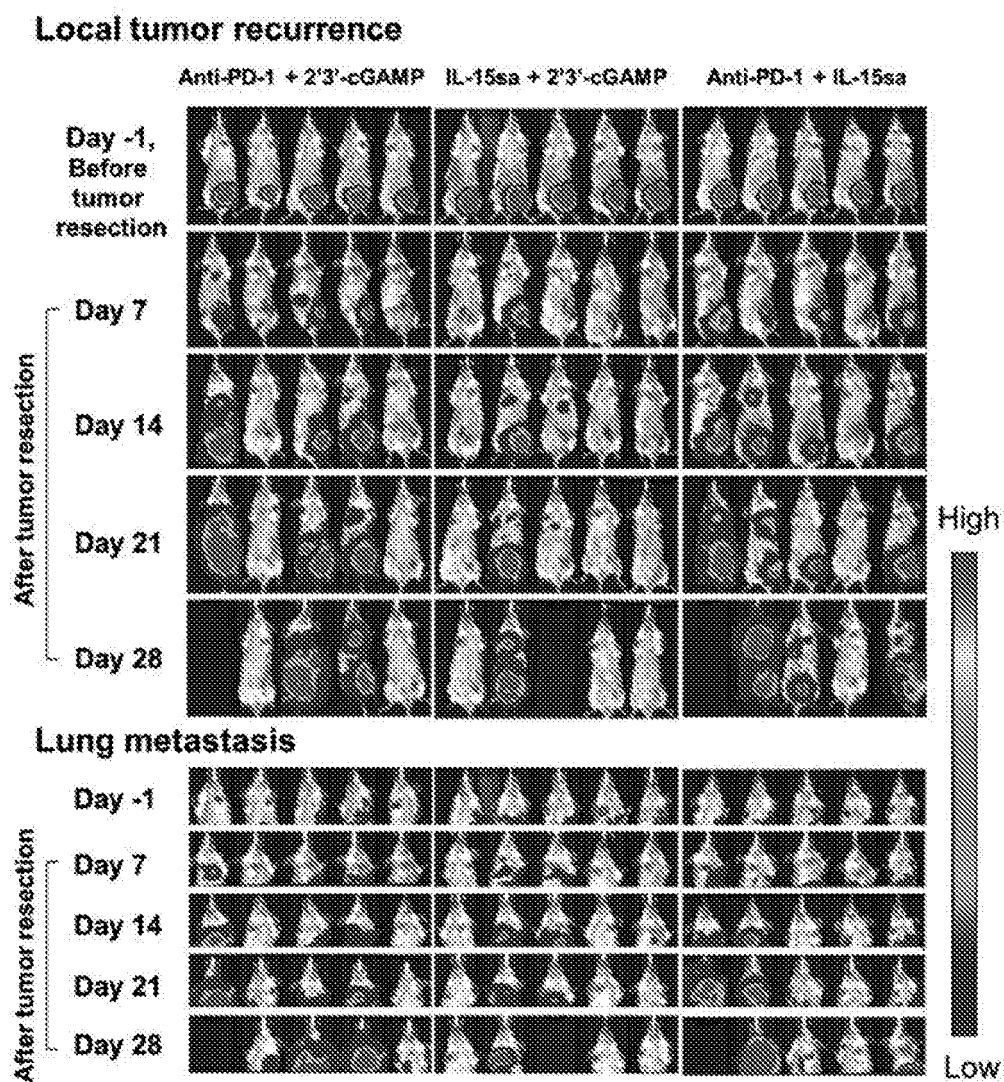 Local tumor recurrence
Anti-PD-1 + 2'3'-cGAMP IL-15sa + 2'3'-cGAMP Anti-PD-1 + IL-15sa
Day -1,
Before
tumor
resection
After tumor resection
Day 7
Day 14
Day 21
Day 28
High
Low
Lung metastasis
Day -1
After tumor resection
Day 7
Day 14
Day 21
Day 28